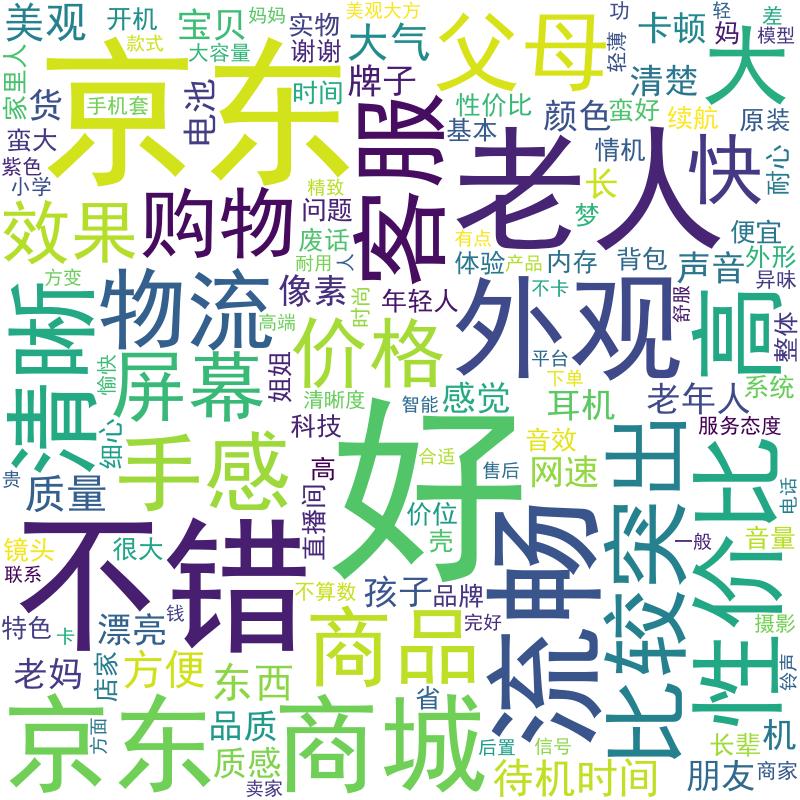 美观
开机
宝贝
妈妈
实物
美观大方
功
轻
差
款式
大容量
谢谢
大气
父母
轻薄
卡顿
妈
模型
家里人
货
京东
手机套
电池
时间
牌子
性价比
颜色
清楚
大
蛮大
基本
蛮好
续航
原装
紫色
客服
老人
情机
快
耐心
小学
精致
长
效果
购物
问题
梦
废话
有点
便宜
方变
耐用
人
体验
产品
内存
背包
声音
外形
清晰
物流
像素
年轻人
时尚
外观
不卡
舒服
高
异味
高端
整体
价格
屏幕
姐姐
平台
愉快
下单
清晰度
智能
感觉
耳机
老年人
系统
细心
手感
科技
好
音效
服务态度
贵
质量
高
合适
售后
网速
电话
直播间
价位
流畅
比较突出
性价比
镜头
很大
不错
壳
一般
音量
联系
不算数
孩子
品牌
特色
卡
漂亮
钱
商品
完好
摄影
老妈
店家
方便
东西
铃声
省
京东商城
品质
方面
质感
后置
信号
长辈
机
卖家
待机时间
朋友
商家